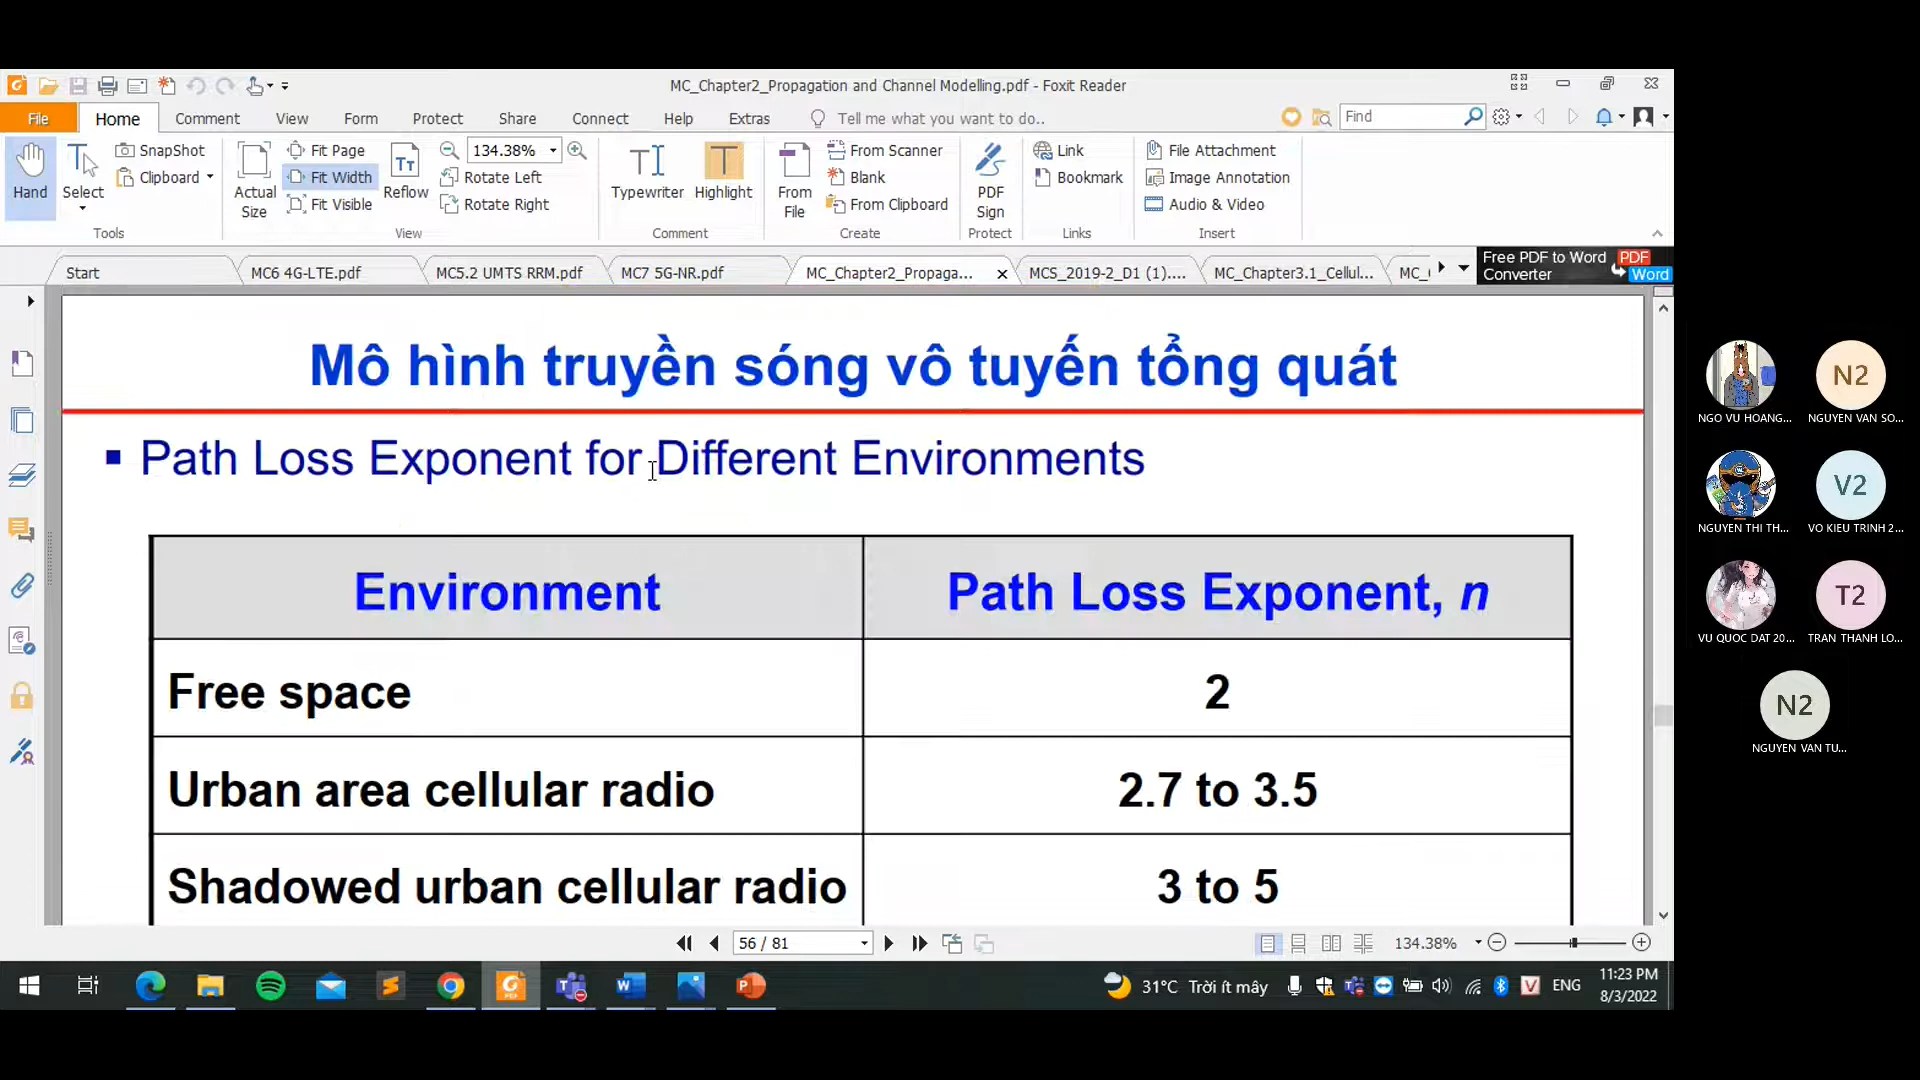 MC_Chapter2_Propagation and Channel Modelling.pdf - Foxit Reader
File Home Comment View Form Protect Share Connect Help Extras Tell me what you want to do.. Find
Hand
Select
SnapShot
Clipboard
Tools
Actual Size
Fit Page
Fit Width
Fit Visible
Reflow
134.38%
Rotate Left
Rotate Right
View
Typewriter
Highlight
Comment
From File
From Scanner
Blank
From Clipboard
Create
PDF Sign
Protect
Link
Bookmark
Links
File Attachment
Image Annotation
Audio & Video
Insert
Start
MC6 4G-LTE.pdf
MC5.2 UMTS RRM.pdf
MC7 5G-NR.pdf
MC_Chapter2_Propaga...
MCS_2019-2_D1 (1)....
MC_Chapter3.1_Cellul...
Free PDF to Word Converter
PDF
Word
Mô hình truyền sóng vô tuyến tổng quát
Path Loss Exponent for Different Environments
Environment Path Loss Exponent, n
Free space 2
Urban area cellular radio 2.7 to 3.5
Shadowed urban cellular radio 3 to 5
56 / 81
134.38%
31°C Trời ít mây
ENG
11:23 PM
8/3/2022
NGO VU HOANG...
N2
NGUYEN VAN SO...
NGUYEN THI TH...
V2
VO KIEU TRINH 2...
VU QUOC DAT 20...
T2
TRAN THANH LO...
N2
NGUYEN VAN TU...